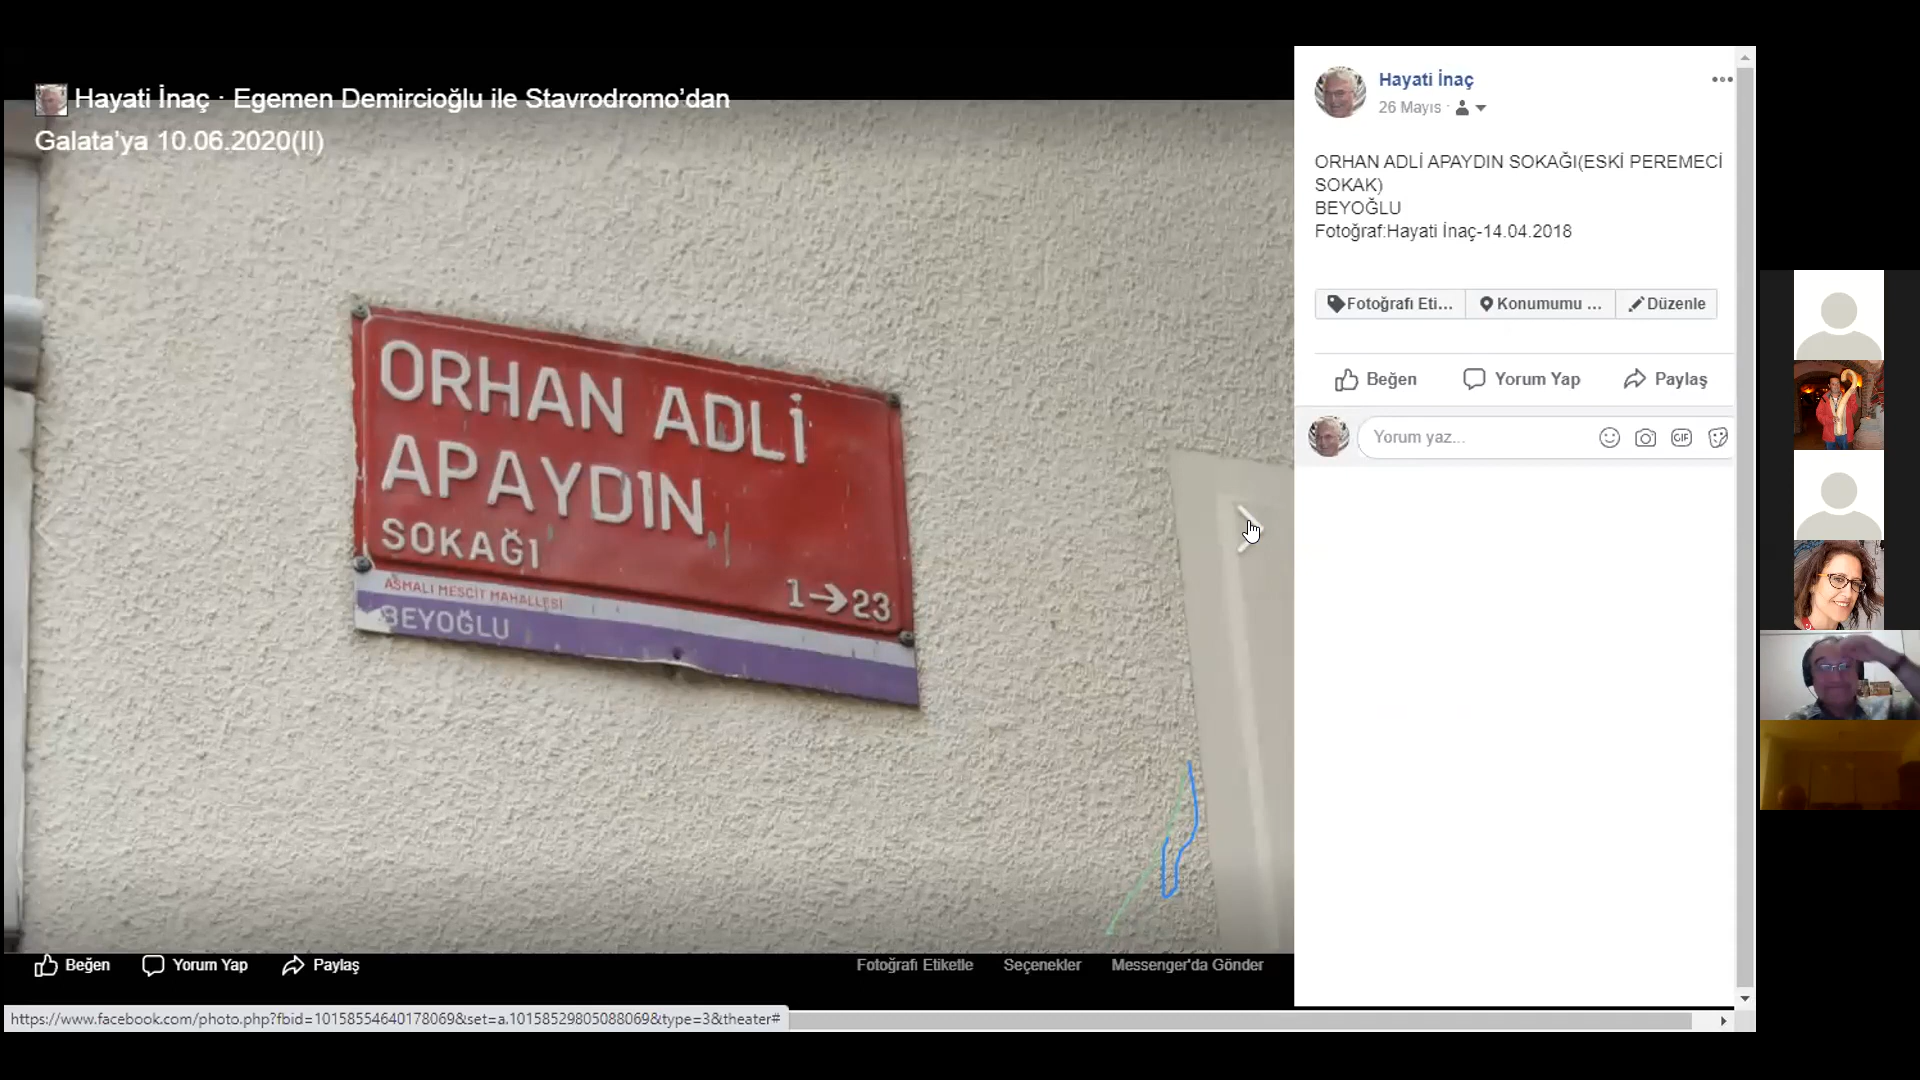 Hayati İnaç · Egemen Demircioğlu ile Stavrodromo'dan
Galata'ya 10.06.2020(II)
ORHAN ADLİ
APAYDIN
SOKAĞI
1→23
ASMALI MESCİT MAHALLESİ
BEYOĞLU
Beğen Yorum Yap Paylaş
Fotoğrafı Etiketle Seçenekler Messenger'da Gönder
https://www.facebook.com/photo.php?fbid=10158554640178069&set=a.10158529805088069&type=3&theater#
Hayati İnaç
26 Mayıs ·
ORHAN ADLİ APAYDIN SOKAĞI(ESKİ PEREMECİ
SOKAK)
BEYOĞLU
Fotoğraf:Hayati İnaç-14.04.2018
Fotoğrafı Eti... Konumumu ... Düzenle
Beğen Yorum Yap Paylaş
Yorum yaz...
GIF